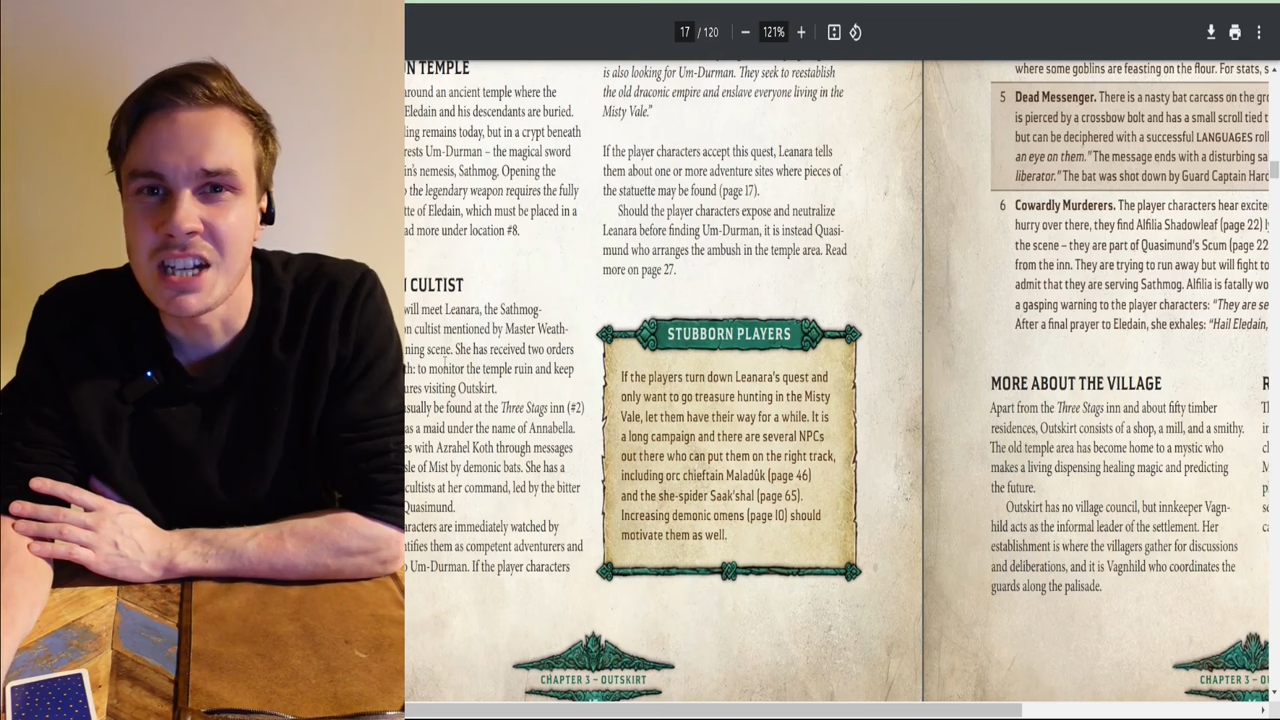 17 / 120
121%
N TEMPLE
around an ancient temple where the
Eledain and his descendants are buried.
ling remains today, but in a crypt beneath
rests Um-Durman – the magical sword
in's nemesis, Sathmog. Opening the
o the legendary weapon requires the fully
tte of Eledain, which must be placed in a
ad more under location #8.
N CULTIST
will meet Leanara, the Sathmog-
on cultist mentioned by Master Weath-
ning scene. She has received two orders
th: to monitor the temple ruin and keep
ures visiting Outskirt.
usually be found at the Three Stags inn (#2)
as a maid under the name of Annabella.
es with Azrahel Koth through messages
sle of Mist by demonic bats. She has a
cultists at her command, led by the bitter
Quasimund.
aracters are immediately watched by
ntifies them as competent adventurers and
o Um-Durman. If the player characters
is also looking for Um-Durman. They seek to reestablish
the old draconic empire and enslave everyone living in the
Misty Vale."
If the player characters accept this quest, Leanara tells
them about one or more adventure sites where pieces of
the statuette may be found (page 17).
Should the player characters expose and neutralize
Leanara before finding Um-Durman, it is instead Quasi-
mund who arranges the ambush in the temple area. Read
more on page 27.
STUBBORN PLAYERS
If the players turn down Leanara's quest and
only want to go treasure hunting in the Misty
Vale, let them have their way for a while. It is
a long campaign and there are several NPCs
out there who can put them on the right track,
including orc chieftain Maladûk (page 46)
and the she-spider Saak'shal (page 65).
Increasing demonic omens (page 10) should
motivate them as well.
CHAPTER 3 – OUTSKIRT
where some goblins are feasting on the flour. For stats, s
5 Dead Messenger. There is a nasty bat carcass on the gro
is pierced by a crossbow bolt and has a small scroll tied t
but can be deciphered with a successful LANGUAGES roll
an eye on them." The message ends with a disturbing sa
liberator." The bat was shot down by Guard Captain Hard
6 Cowardly Murderers. The player characters hear excite
hurry over there, they find Alfilia Shadowleaf (page 22) ly
the scene – they are part of Quasimund's Scum (page 22
from the inn. They are trying to run away but will fight to
admit that they are serving Sathmog. Alfilia is fatally wo
a gasping warning to the player characters: "They are se
After a final prayer to Eledain, she exhales: "Hail Eledain,
MORE ABOUT THE VILLAGE
Apart from the Three Stags inn and about fifty timber
residences, Outskirt consists of a shop, a mill, and a smithy.
The old temple area has become home to a mystic who
makes a living dispensing healing magic and predicting
the future.
Outskirt has no village council, but innkeeper Vagn-
hild acts as the informal leader of the settlement. Her
establishment is where the villagers gather for discussions
and deliberations, and it is Vagnhild who coordinates the
guards along the palisade.
CHAPTER 3 – OU